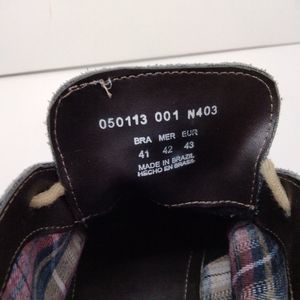 050113 001 N403
BRA MER EUR
41 42 43
MADE IN BRAZIL
HECHO EN BRASIL